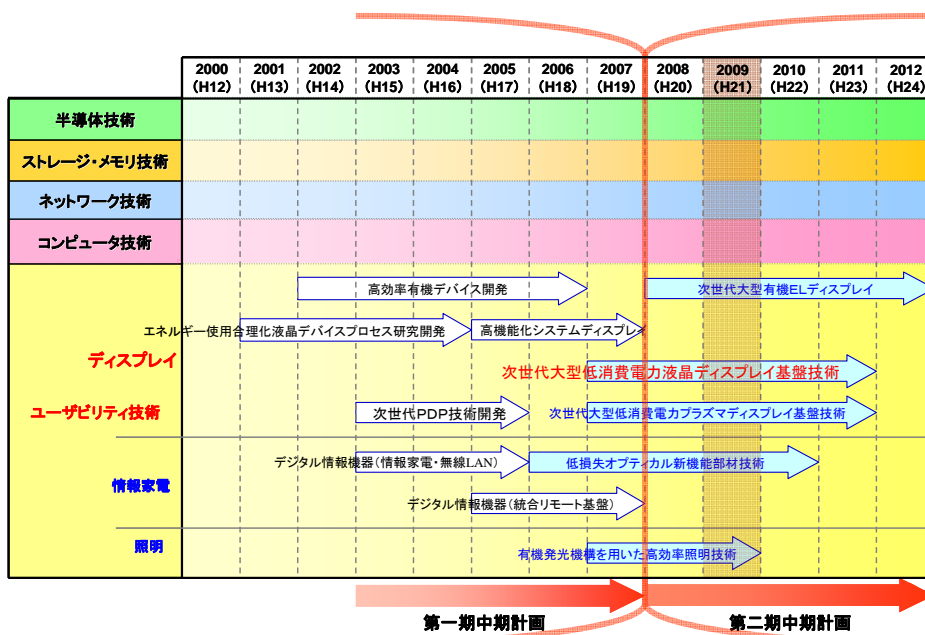 2000 2001 2002 2003 2004 2005 2006 2007 2008 2009 2010 2011 2012
(H12) (H13) (H14) (H15) (H16) (H17) (H18) (H19) (H20) (H21) (H22) (H23) (H24)
半導体技術
ストレージ・メモリ技術
ネットワーク技術
コンピュータ技術
高効率有機デバイス開発
次世代大型有機ELディスプレイ
エネルギー使用合理化液晶デバイスプロセス研究開発
高機能化システムディスプレイ
ディスプレイ
次世代大型低消費電力液晶ディスプレイ基盤技術
ユーザビリティ技術
次世代PDP技術開発
次世代大型低消費電力プラズマディスプレイ基盤技術
デジタル情報機器(情報家電・無線LAN)
低損失オプティカル新機能部材技術
情報家電
デジタル情報機器(統合リモート基盤)
照明
有機発光機構を用いた高効率照明技術
第一期中期計画
第二期中期計画